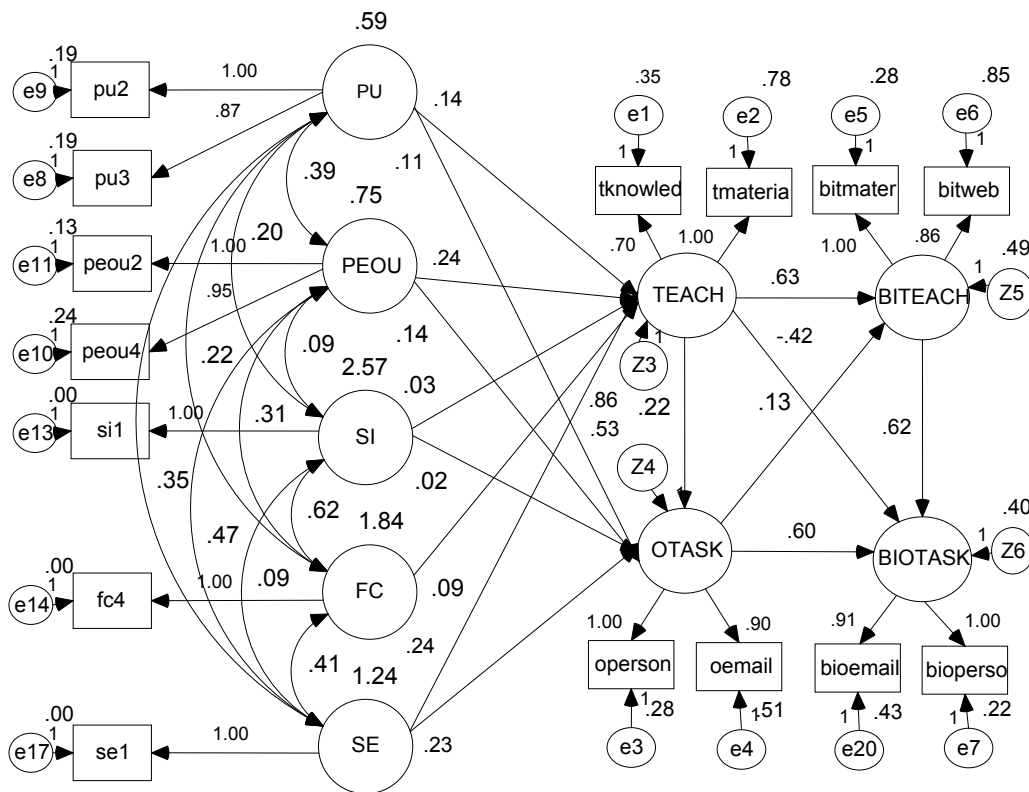 .59
.19
1
e9
pu2
1.00
PU
.14
.87
.19
1
e8
pu3
.39
.11
.75
.13
1
e11
peou2
1.00
.20
PEOU
.24
.95
.24
1
e10
peou4
.22
.09
.14
2.57
.03
.00
1
e13
si1
1.00
.31
SI
.02
.35
.47
.62
1.84
.00
1
e14
fc4
1.00
.09
FC
.09
.41
.24
1.24
.00
1
e17
se1
1.00
SE
.23
.35
.78
.28
.85
e1
e2
e5
e6
1
1
1
1
tknowled
tmateria
bitmater
bitweb
.70
1.00
1.00
.86
.49
TEACH
.63
BITEACH
1
Z5
1
Z3
-.42
.86
.22
.13
.53
.62
Z4
1
.40
OTASK
.60
BIOTASK
1
Z6
1.00
.90
.91
1.00
operson
oemail
bioemail
bioperso
1
.28
1
.51
1
.43
1
.22
e3
e4
e20
e7